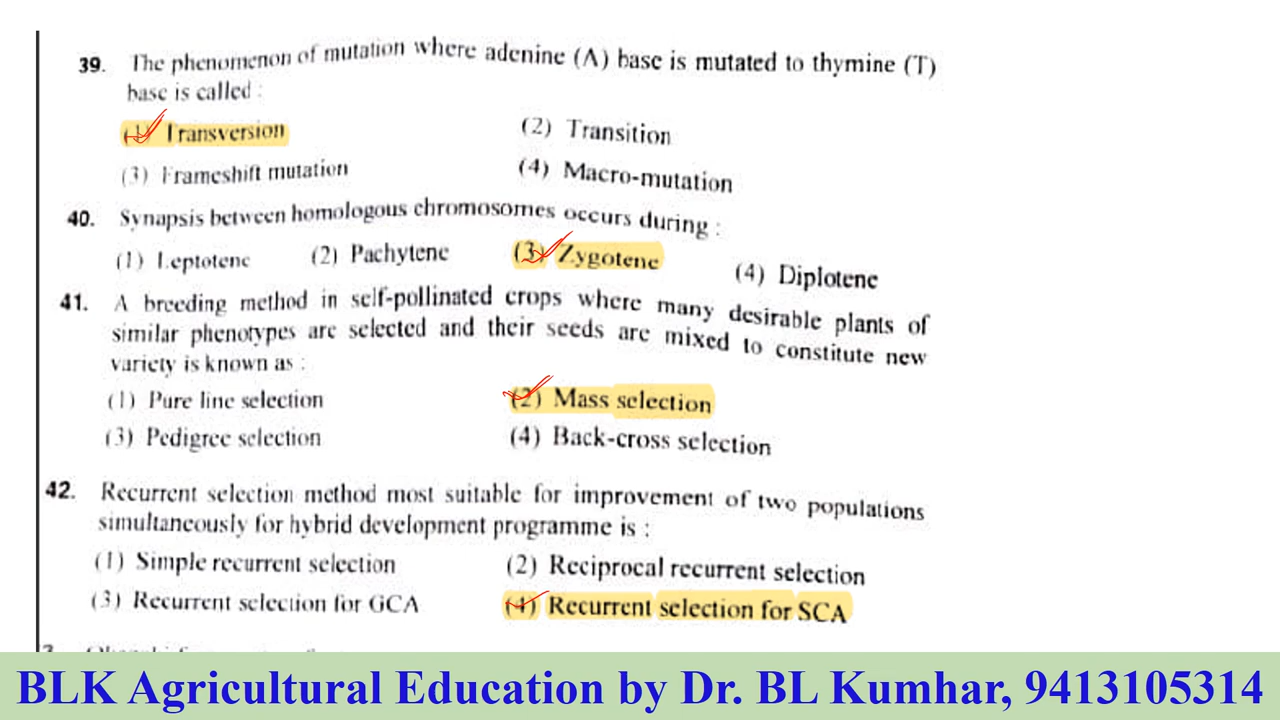 39. The phenomenon of mutation where adenine (A) base is mutated to thymine (T)
base is called :
(1) Transversion (2) Transition
(3) Frameshift mutation (4) Macro-mutation
40. Synapsis between homologous chromosomes occurs during :
(1) Leptotene (2) Pachytene (3) Zygotene (4) Diplotene
41. A breeding method in self-pollinated crops where many desirable plants of
similar phenotypes are selected and their seeds are mixed to constitute new
variety is known as :
(1) Pure line selection (2) Mass selection
(3) Pedigree selection (4) Back-cross selection
42. Recurrent selection method most suitable for improvement of two populations
simultaneously for hybrid development programme is :
(1) Simple recurrent selection (2) Reciprocal recurrent selection
(3) Recurrent selection for GCA (4) Recurrent selection for SCA
BLK Agricultural Education by Dr. BL Kumhar, 9413105314